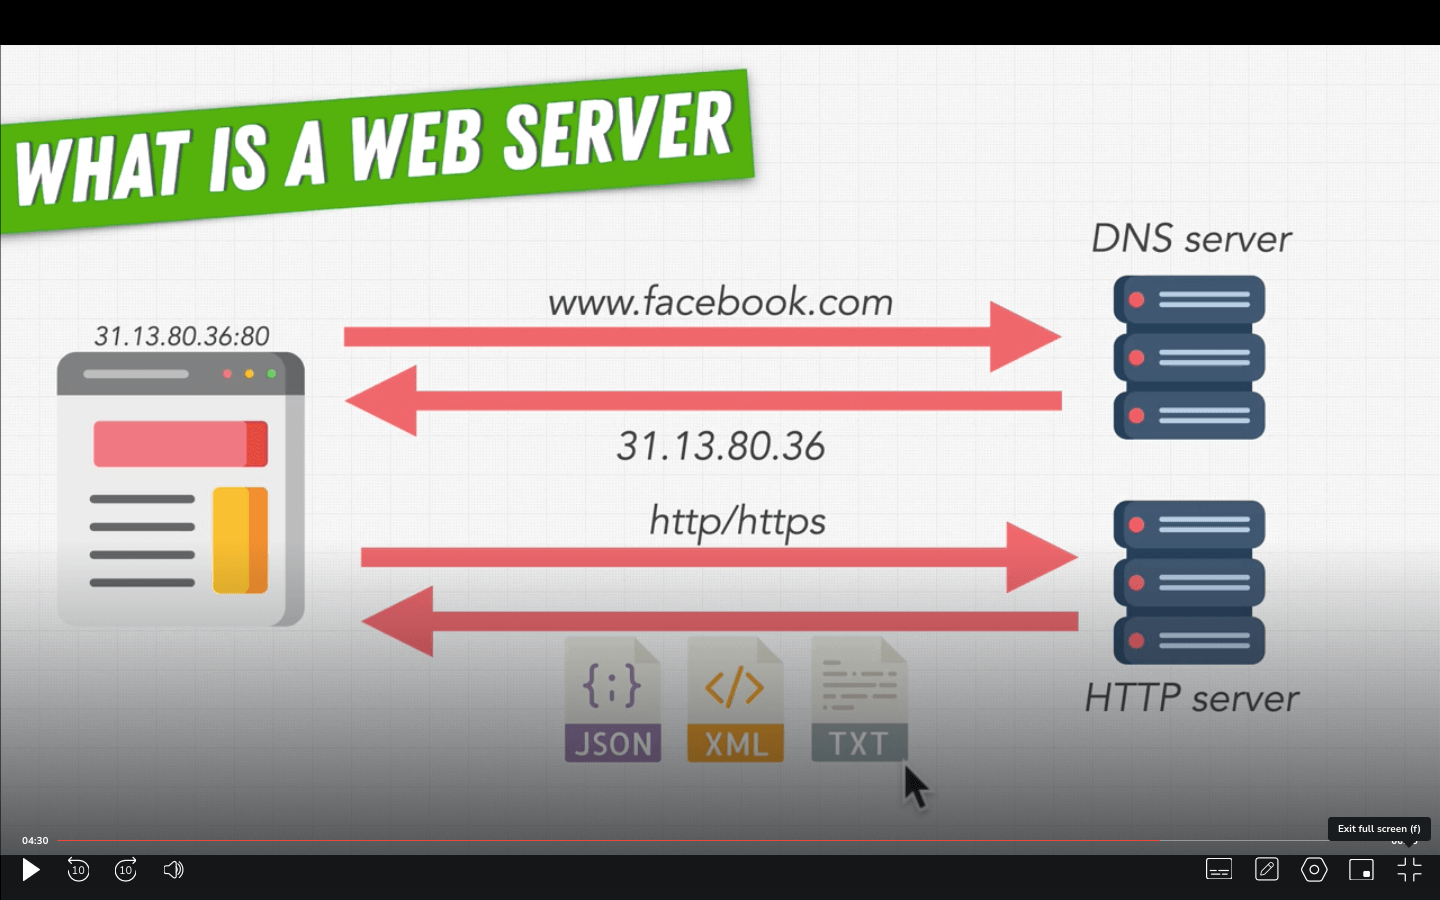 WHAT IS A WEB SERVER
DNS server
www.facebook.com
31.13.80.36:80
31.13.80.36
http/https
JSON
XML
TXT
HTTP server
Exit full screen (f)
04:30
10
10